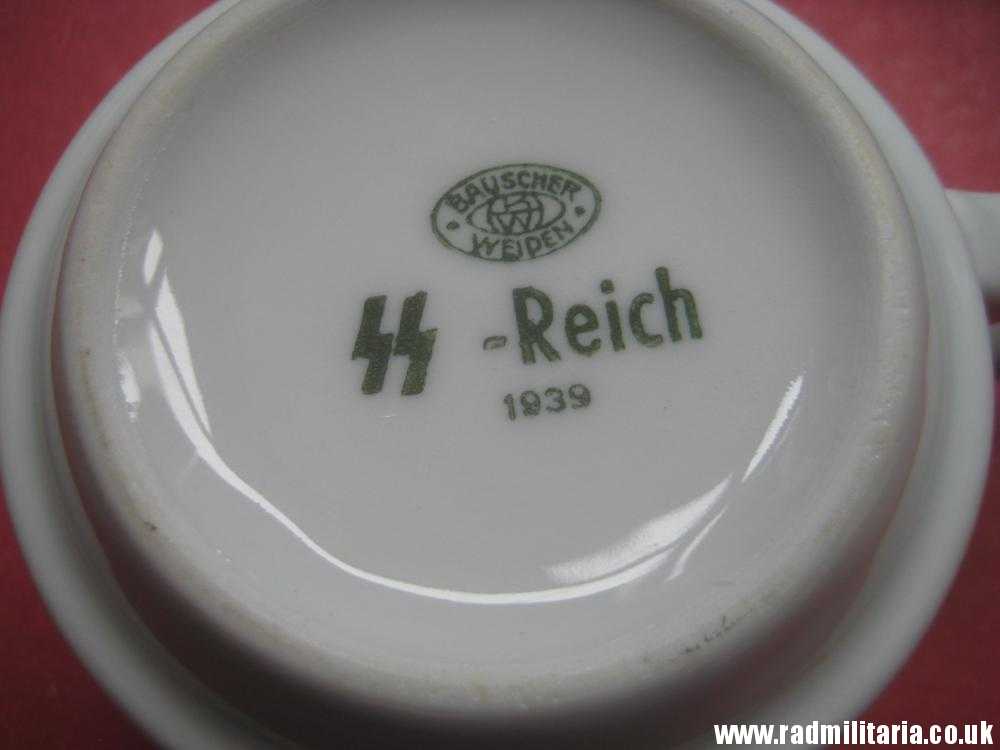 BAUSCHER
WEIDEN
SS -Reich
1939
www.radmilitaria.co.uk